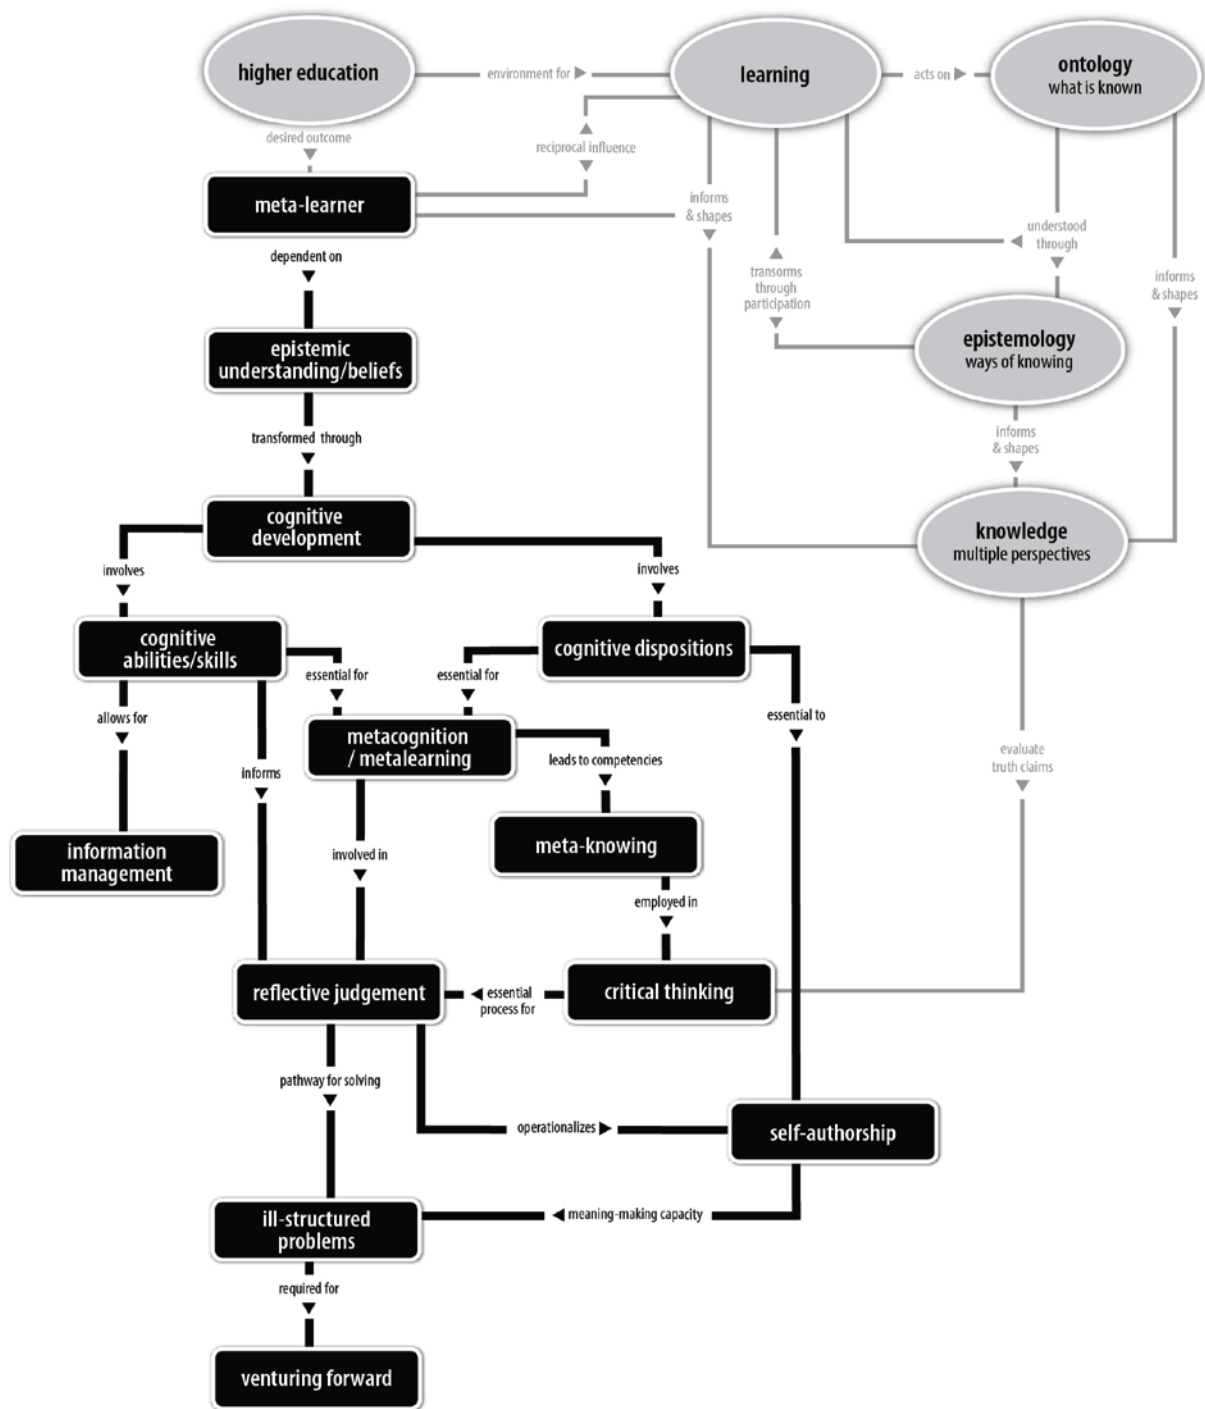 higher education
environment for
learning
acts on
ontology
what is known
desired outcome
reciprocal influence
meta-learner
informs
& shapes
understood
through
dependent on
transorms
through
participation
informs
& shapes
epistemic
understanding/beliefs
epistemology
ways of knowing
transformed through
informs
& shapes
cognitive
development
knowledge
multiple perspectives
involves
involves
cognitive
abilities/skills
cognitive dispositions
essential for
essential for
allows for
essential to
metacognition
/ metalearning
informs
leads to competencies
evaluate
truth claims
information
management
meta-knowing
involved in
employed in
reflective judgement
essential
process for
critical thinking
pathway for solving
operationalizes
self-authorship
ill-structured
problems
meaning-making capacity
required for
venturing forward